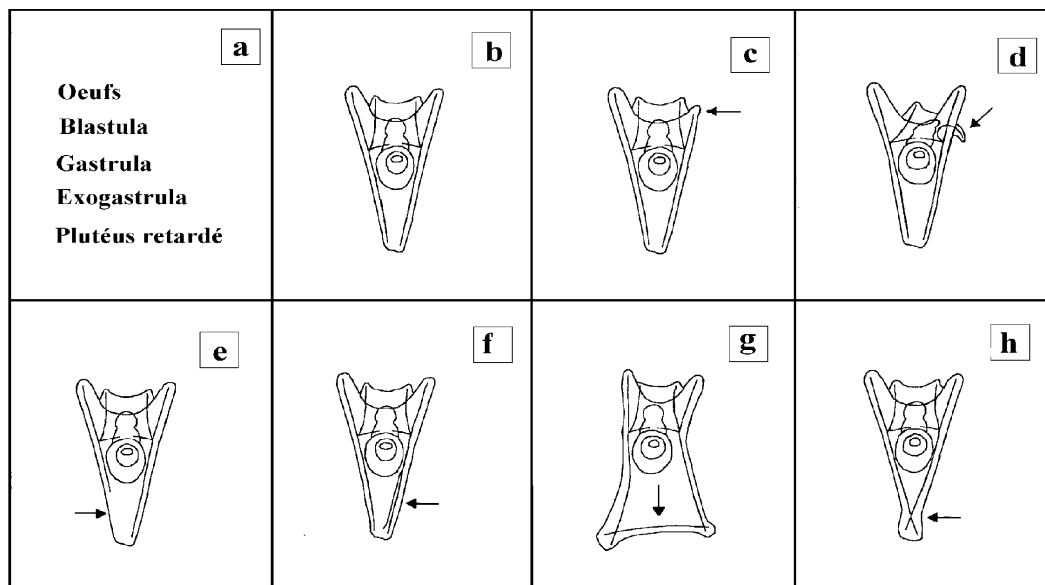 a
Oeufs
Blastula
Gastrula
Exogastrula
Plutéus retardé
b
c
d
e
f
g
h